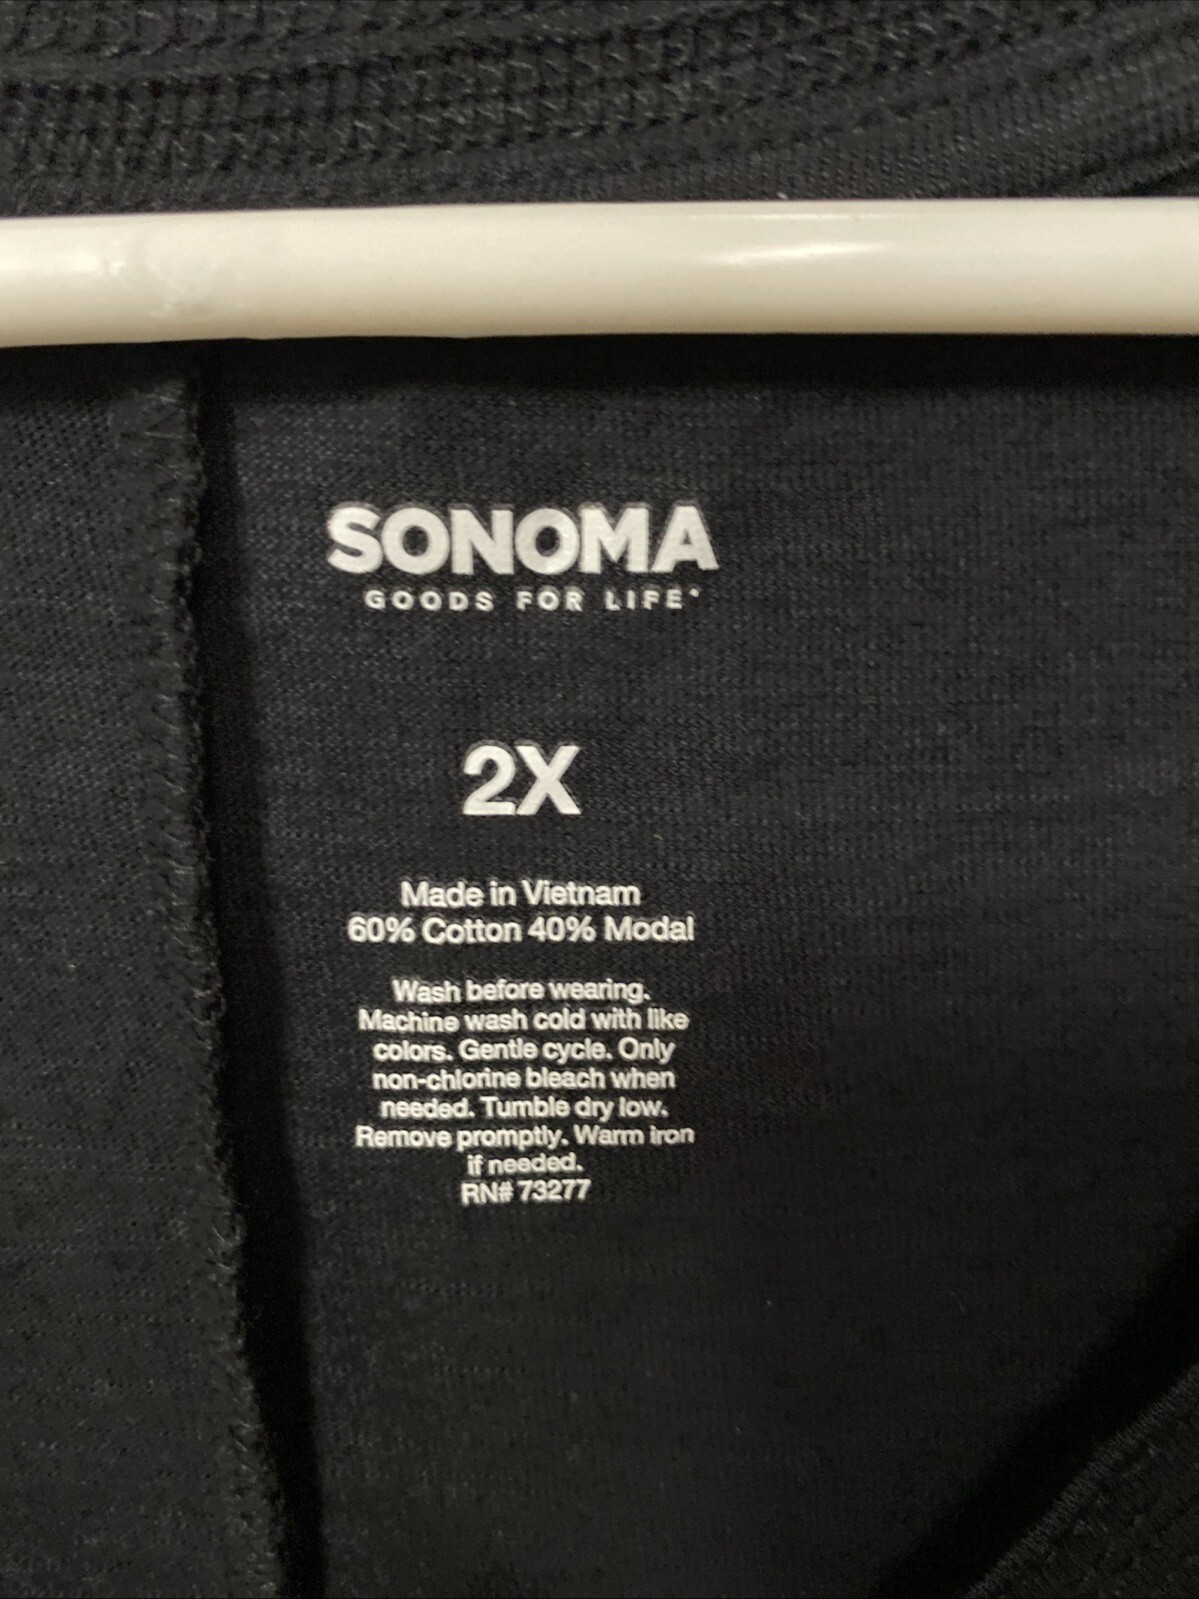 SONOMA
GOODS FOR LIFE®
2X
Made in Vietnam
60% Cotton 40% Modal
Wash before wearing.
Machine wash cold with like
colors. Gentle cycle. Only
non-chlorine bleach when
needed. Tumble dry low.
Remove promptly. Warm iron
if needed.
RN# 73277